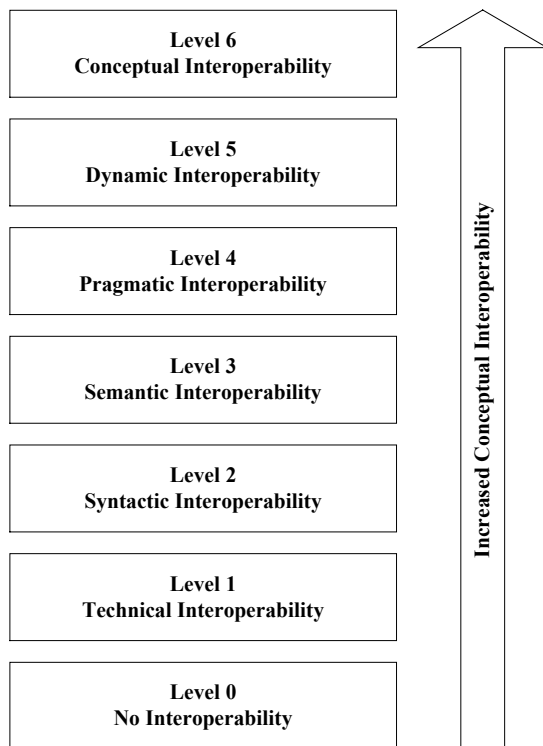 Level 6
Conceptual Interoperability
Level 5
Dynamic Interoperability
Level 4
Pragmatic Interoperability
Level 3
Semantic Interoperability
Level 2
Syntactic Interoperability
Level 1
Technical Interoperability
Level 0
No Interoperability
Increased Conceptual Interoperability